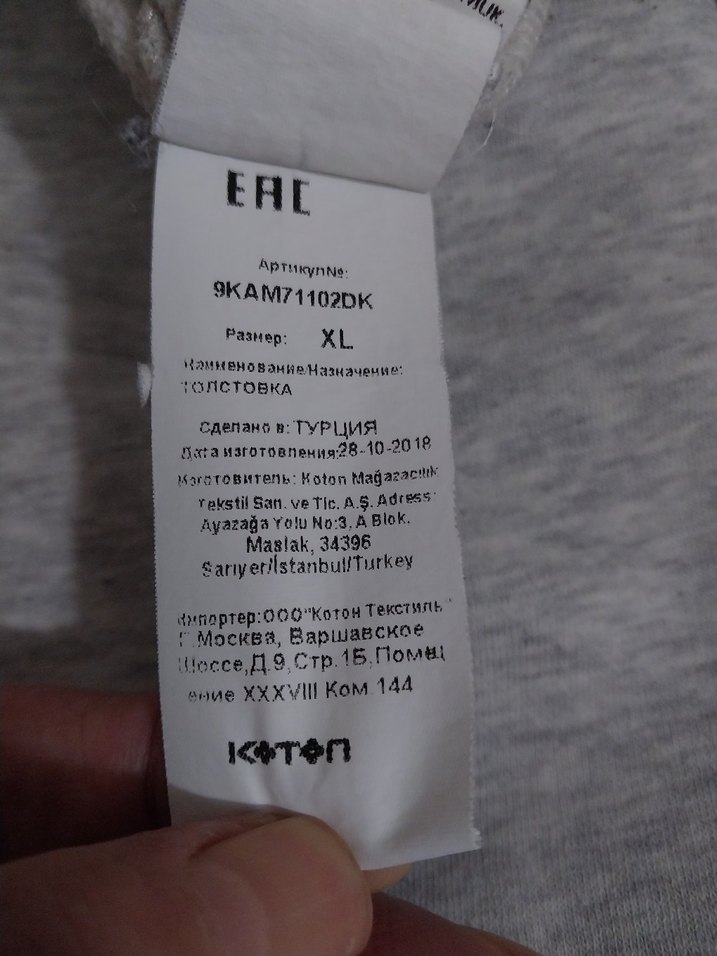 EAC
Артикул№:
9KAM71102DK
Размер: XL
Наименование/Назначение:
ТОЛСТОВКА
Сделано в: ТУРЦИЯ
Дата изготовления:28-10-2018
Изготовитель: Koton Mağazacılık
Tekstil San. ve Tic. A.Ş. Adress:
Ayazağa Yolu No:3, A Blok.
Maslak, 34396
Sarıyer/İstanbul/Turkey
Импортер:ООО"Котон Текстиль"
Г.Москва, Варшавское
Шоссе,Д.9,Стр.1Б,Помещ
ение XXXVIII Ком.144
KOTON